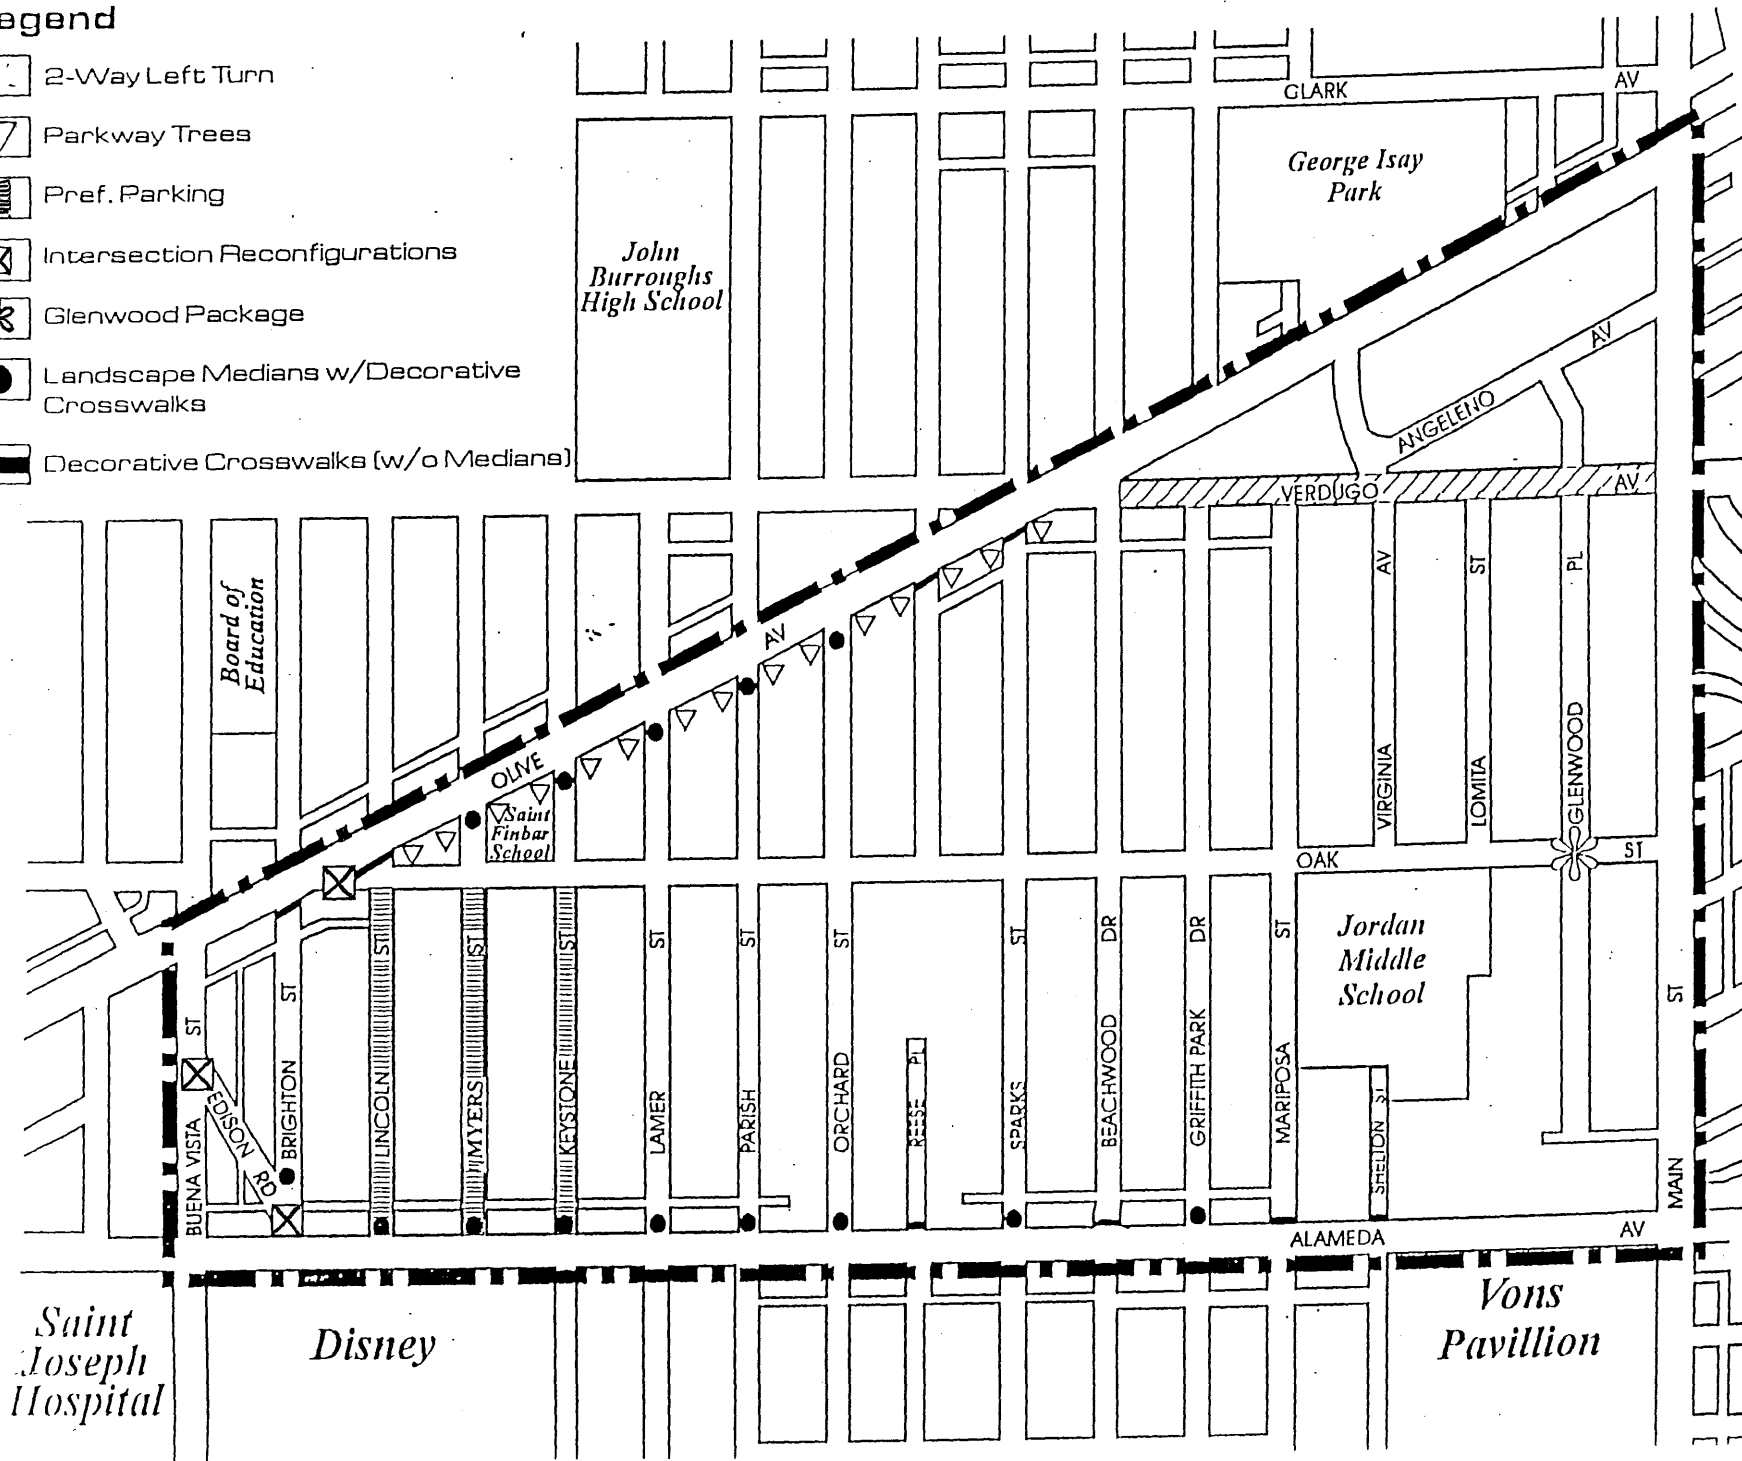 egend
2-Way Left Turn
Parkway Trees
Pref. Parking
Intersection Reconfigurations
Glenwood Package
Landscape Medians w/Decorative
Crosswalks
Decorative Crosswalks (w/o Medians)
GLARK AV
George Isay
Park
John
Burroughs
High School
AV
ANGELENO
VERDUGO AV
Board of
Education
AV
OLIVE
Saint
Finbar
School
AV
VIRGINIA
ST
LOMITA
PL
GLENWOOD
OAK ST
Jordan
Middle
School
ST
BUENA VISTA
EDISON RD
ST
BRIGHTON
ST
LINCOLN
ST
MYERS
ST
KEYSTONE
ST
LAMER
ST
PARISH
ST
ORCHARD
PL
REESE
ST
SPARKS
DR
BEACHWOOD
DR
GRIFFITH PARK
ST
MARIPOSA
SHELTON ST
ST
MAIN
ALAMEDA AV
Saint
Joseph
Hospital
Disney
Vons
Pavillion